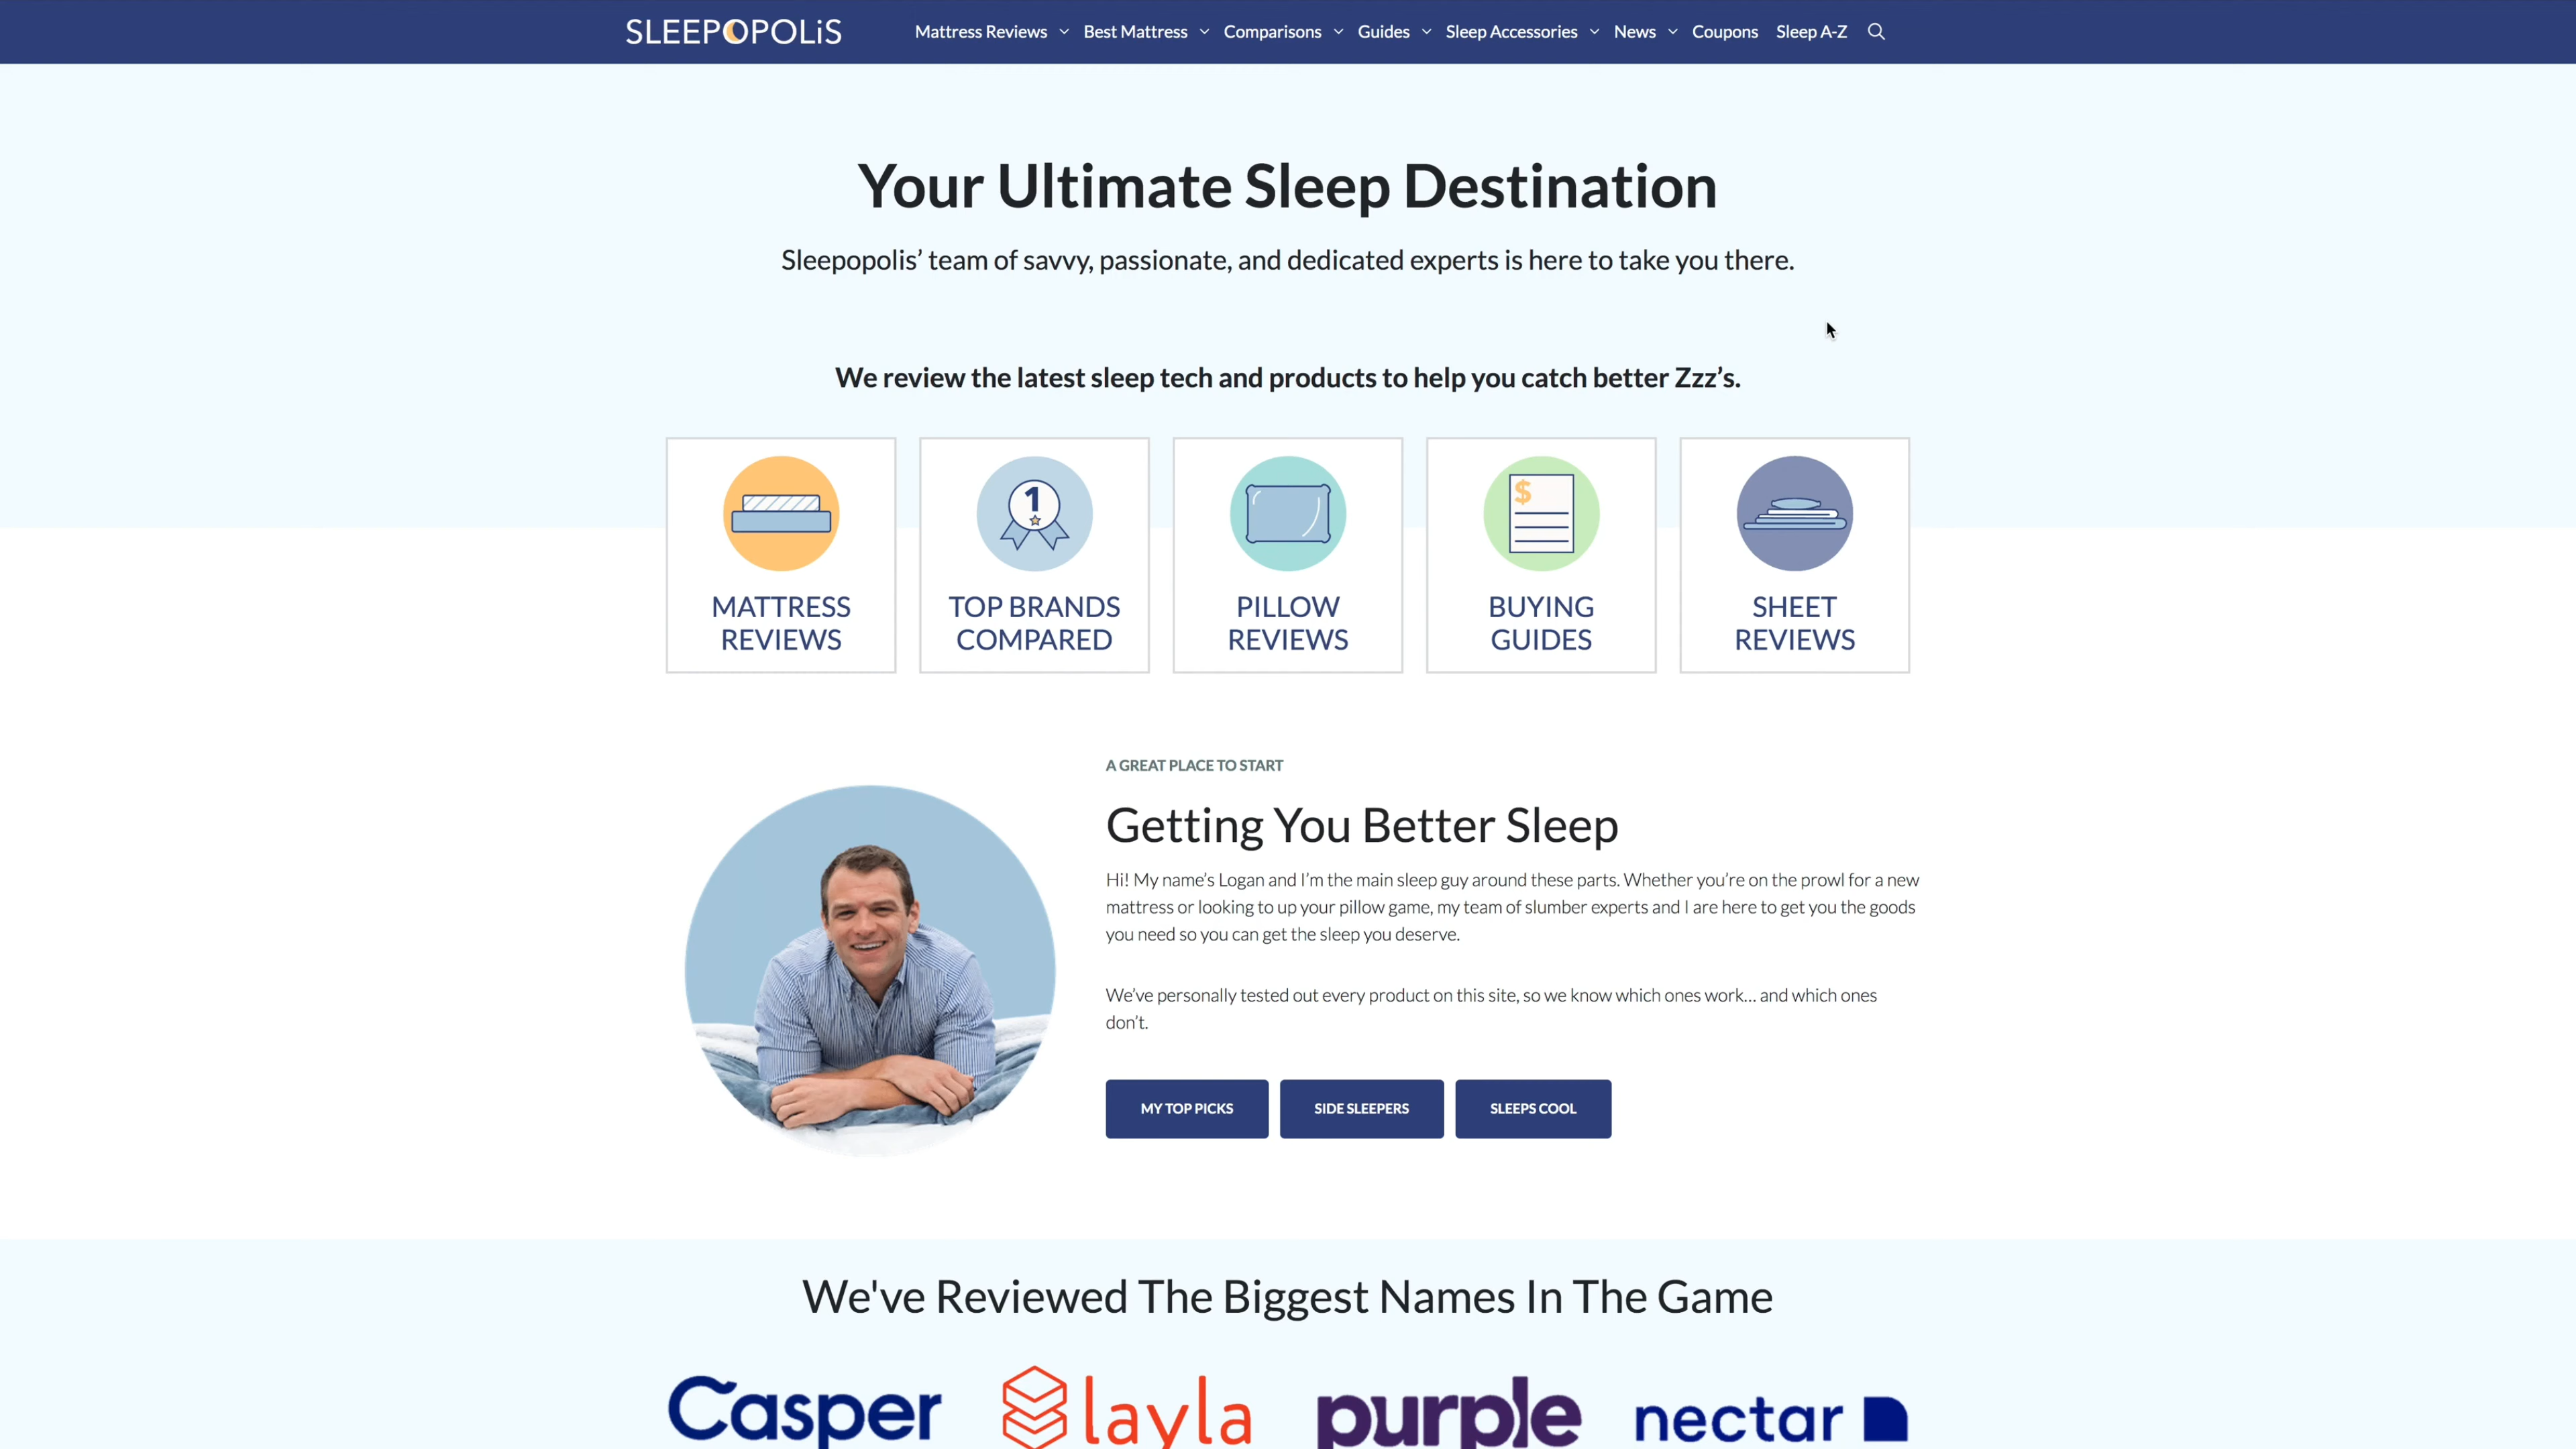 SLEEPOPOLiS
Mattress Reviews Best Mattress Comparisons Guides Sleep Accessories News Coupons Sleep A-Z
Your Ultimate Sleep Destination
Sleepopolis’ team of savvy, passionate, and dedicated experts is here to take you there.
We review the latest sleep tech and products to help you catch better Zzz’s.
1
$
MATTRESS
REVIEWS
TOP BRANDS
COMPARED
PILLOW
REVIEWS
BUYING
GUIDES
SHEET
REVIEWS
A GREAT PLACE TO START
Getting You Better Sleep
Hi! My name’s Logan and I’m the main sleep guy around these parts. Whether you’re on the prowl for a new
mattress or looking to up your pillow game, my team of slumber experts and I are here to get you the goods
you need so you can get the sleep you deserve.
We’ve personally tested out every product on this site, so we know which ones work… and which ones
don’t.
MY TOP PICKS
SIDE SLEEPERS
SLEEPS COOL
We've Reviewed The Biggest Names In The Game
Casper
layla
purple
nectar